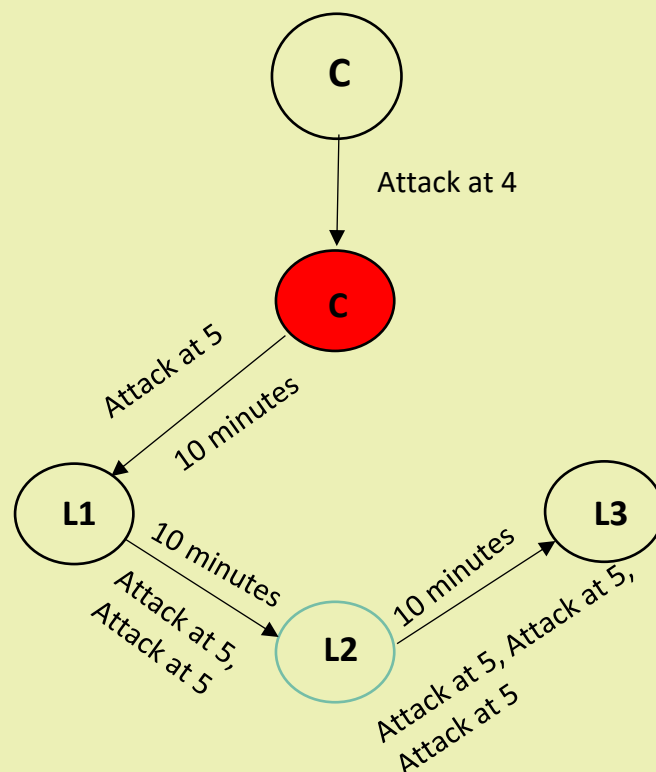 C
Attack at 4
C
Attack at 5
10 minutes
L1
L3
10 minutes
Attack at 5,
Attack at 5
L2
10 minutes
Attack at 5, Attack at 5,
Attack at 5